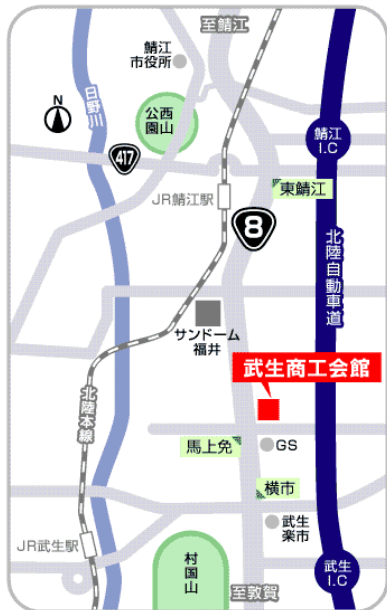 至鯖江
鯖江
市役所
日野川
N
西山
公園
鯖江
I.C
417
JR鯖江駅
東鯖江
8
北陸自動車道
サンドーム
福井
武生商工会館
北陸本線
馬上免
GS
横市
武生
楽市
JR武生駅
村国山
武生
I.C
至敦賀